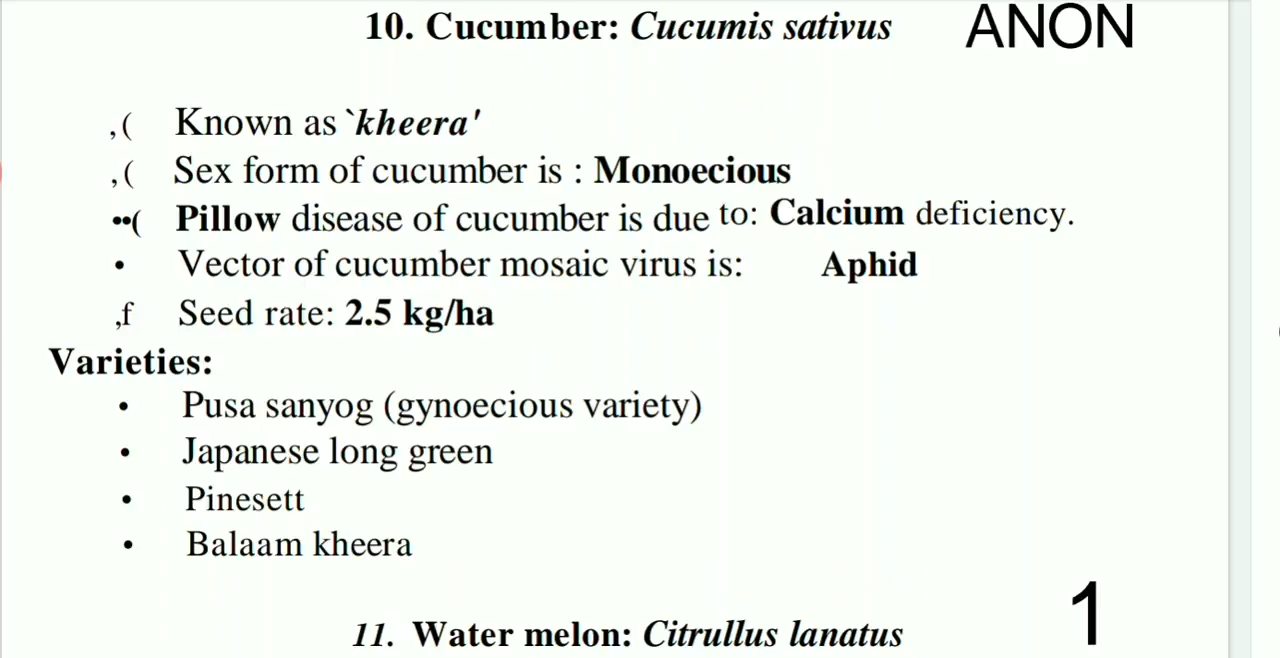 10. Cucumber: Cucumis sativus ANON
,( Known as `kheera'
,( Sex form of cucumber is : Monoecious
••( Pillow disease of cucumber is due to: Calcium deficiency.
• Vector of cucumber mosaic virus is: Aphid
,f Seed rate: 2.5 kg/ha
Varieties:
• Pusa sanyog (gynoecious variety)
• Japanese long green
• Pinesett
• Balaam kheera
1
11. Water melon: Citrullus lanatus